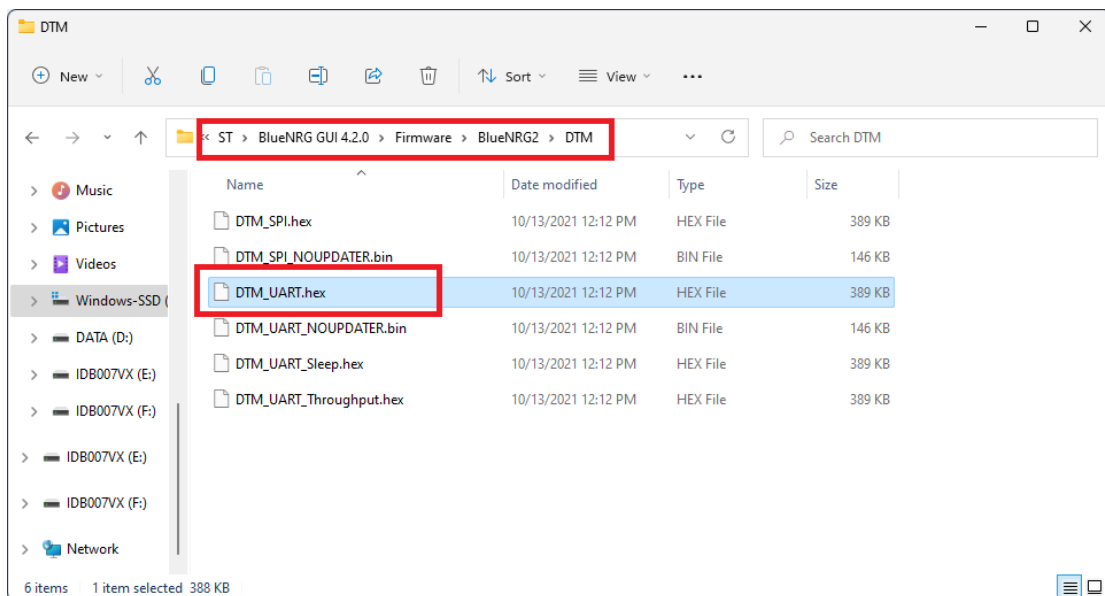 DTM
New
Sort
View
« ST > BlueNRG GUI 4.2.0 > Firmware > BlueNRG2 > DTM
Search DTM
Music
Pictures
Videos
Windows-SSD (
DATA (D:)
IDB007VX (E:)
IDB007VX (F:)
IDB007VX (E:)
IDB007VX (F:)
Network
Name Date modified Type Size
DTM_SPI.hex 10/13/2021 12:12 PM HEX File 389 KB
DTM_SPI_NOUPDATER.bin 10/13/2021 12:12 PM BIN File 146 KB
DTM_UART.hex 10/13/2021 12:12 PM HEX File 389 KB
DTM_UART_NOUPDATER.bin 10/13/2021 12:12 PM BIN File 146 KB
DTM_UART_Sleep.hex 10/13/2021 12:12 PM HEX File 389 KB
DTM_UART_Throughput.hex 10/13/2021 12:12 PM HEX File 389 KB
6 items 1 item selected 388 KB